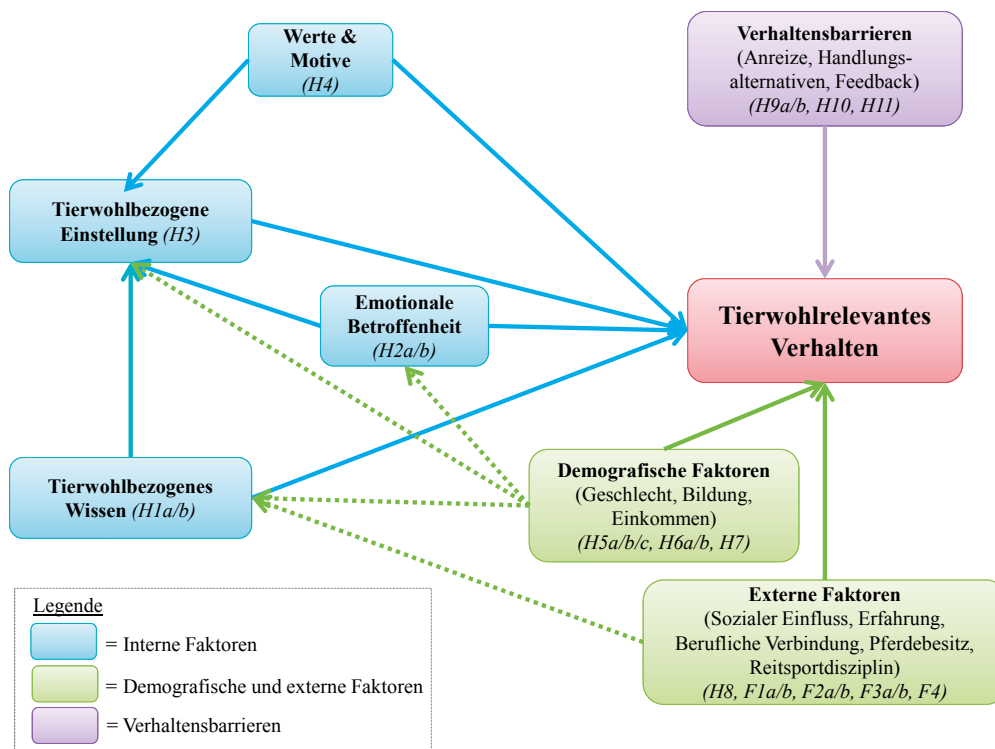 Werte &
Motive
(H4)
Verhaltensbarrieren
(Anreize, Handlungs-
alternativen, Feedback)
(H9a/b, H10, H11)
Tierwohlbezogene
Einstellung (H3)
Emotionale
Betroffenheit
(H2a/b)
Tierwohlrelevantes
Verhalten
Tierwohlbezogenes
Wissen (H1a/b)
Demografische Faktoren
(Geschlecht, Bildung,
Einkommen)
(H5a/b/c, H6a/b, H7)
Externe Faktoren
(Sozialer Einfluss, Erfahrung,
Berufliche Verbindung, Pferdebesitz,
Reitsportdisziplin)
(H8, F1a/b, F2a/b, F3a/b, F4)
Legende
= Interne Faktoren
= Demografische und externe Faktoren
= Verhaltensbarrieren